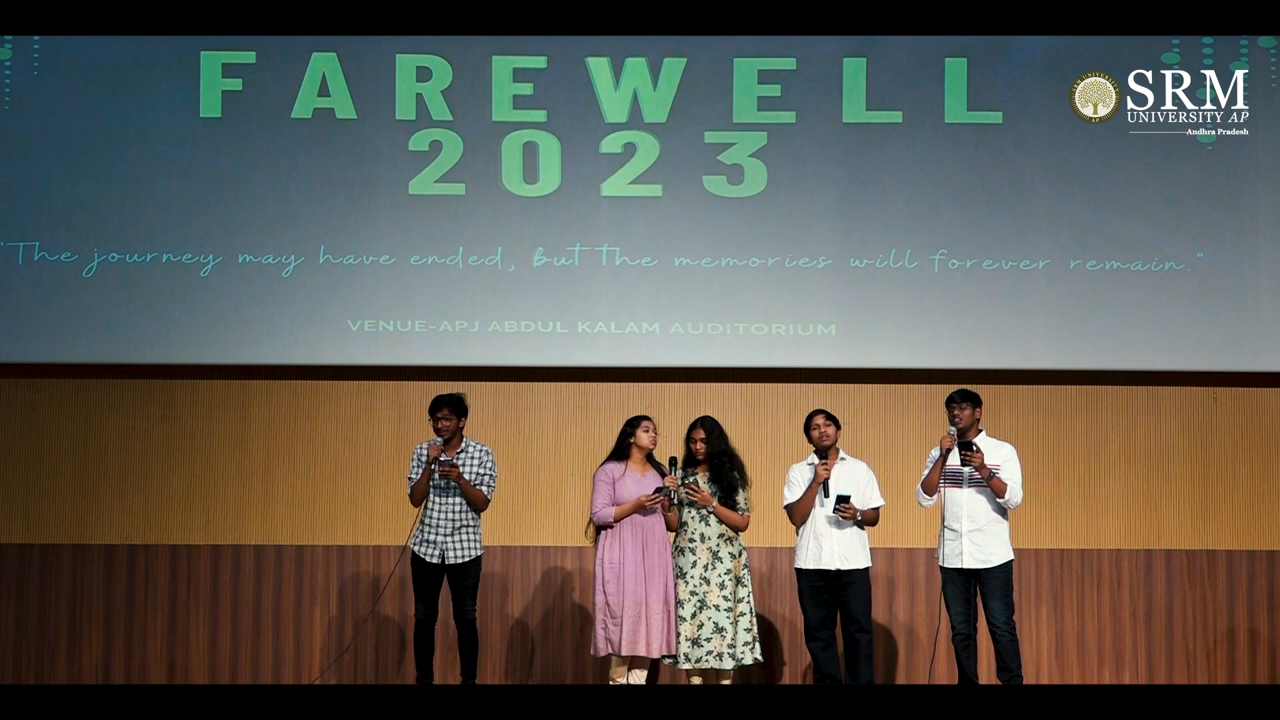 FAREWELL
2023
"The journey may have ended, but the memories will forever remain."
VENUE-APJ ABDUL KALAM AUDITORIUM
SRM
UNIVERSITY AP
Andhra Pradesh